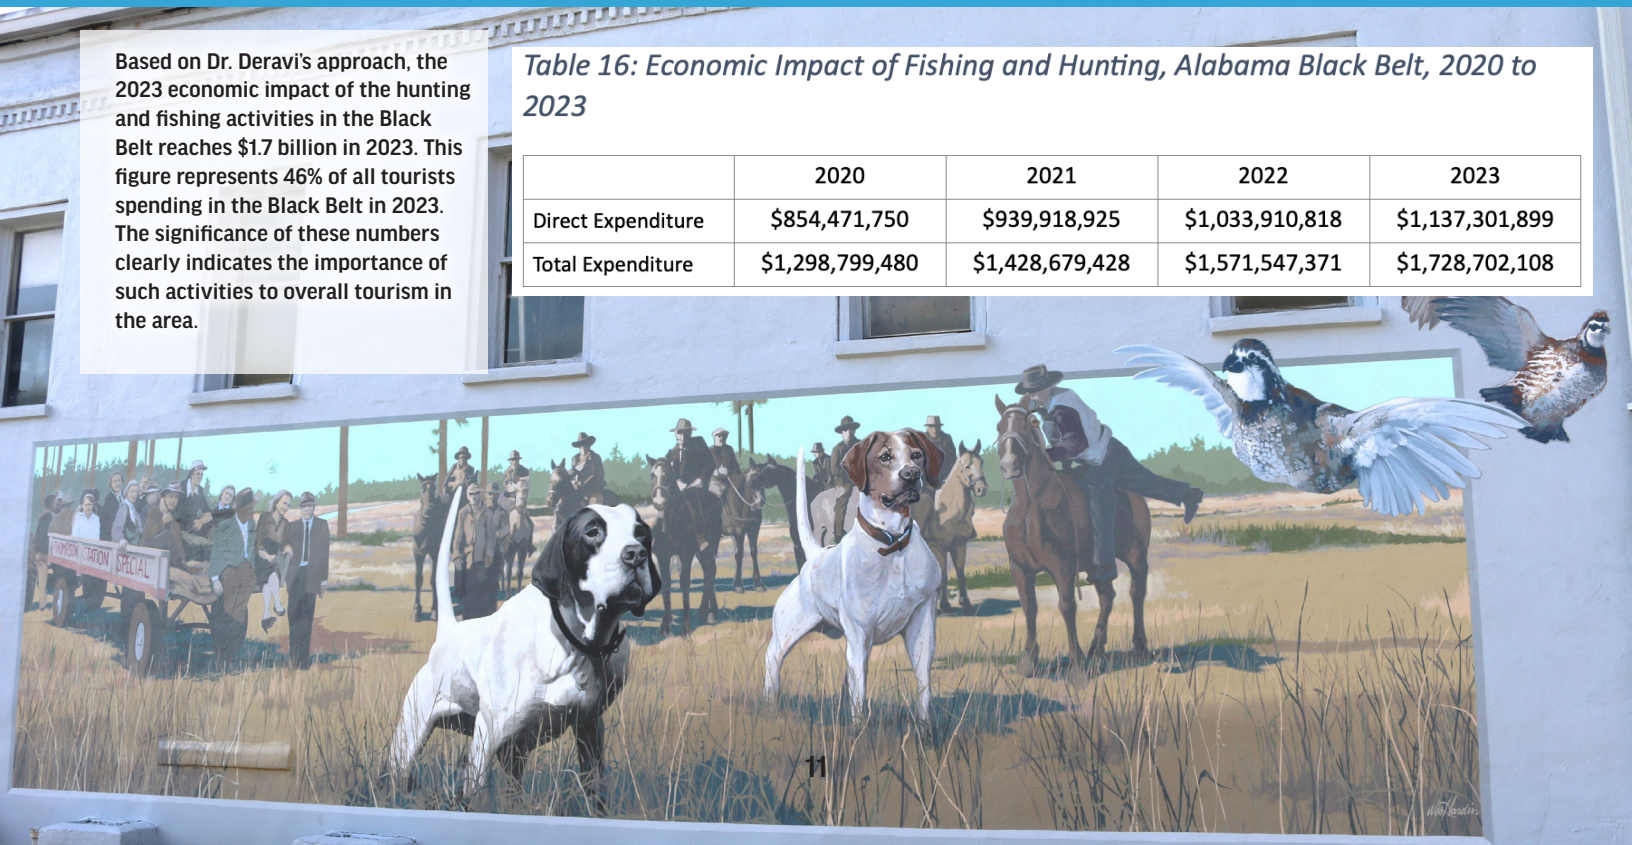 Based on Dr. Deravi's approach, the
2023 economic impact of the hunting
and fishing activities in the Black
Belt reaches $1.7 billion in 2023. This
figure represents 46% of all tourists
spending in the Black Belt in 2023.
The significance of these numbers
clearly indicates the importance of
such activities to overall tourism in
the area.
Table 16: Economic Impact of Fishing and Hunting, Alabama Black Belt, 2020 to
2023
2020 2021 2022 2023
Direct Expenditure $854,471,750 $939,918,925 $1,033,910,818 $1,137,301,899
Total Expenditure $1,298,799,480 $1,428,679,428 $1,571,547,371 $1,728,702,108
THOMPSON STATION SPECIAL
11